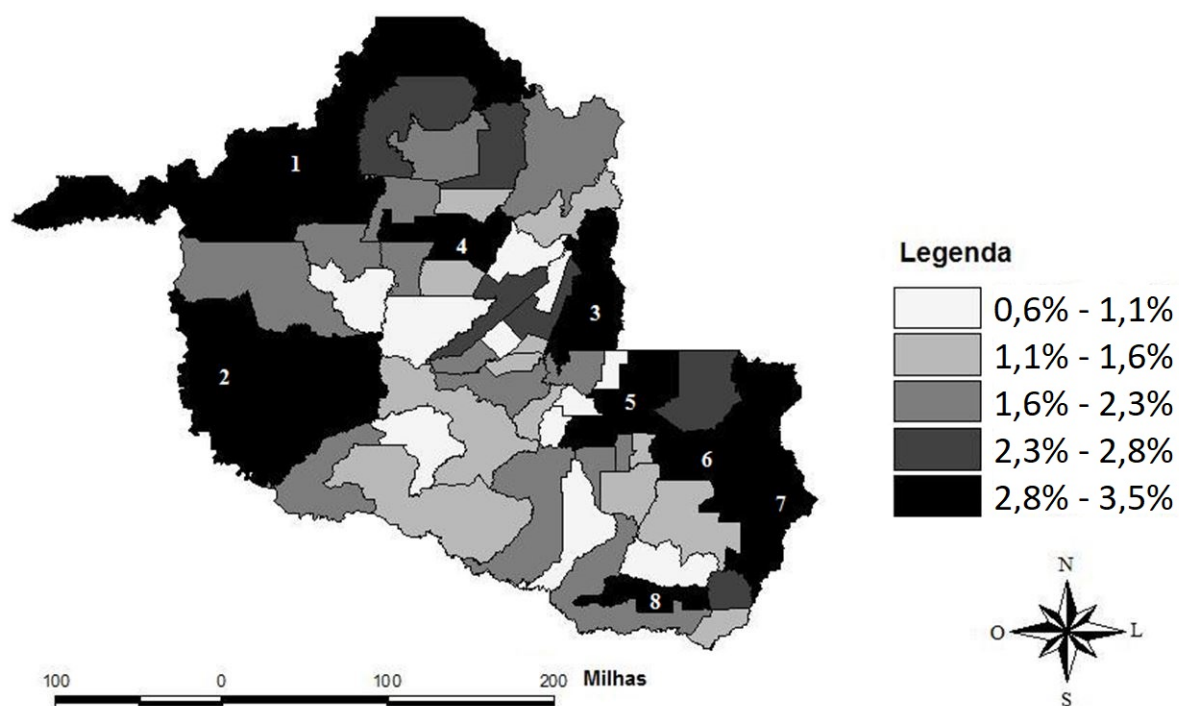 1
4
3
2
5
6
7
8
Legenda
0,6% - 1,1%
1,1% - 1,6%
1,6% - 2,3%
2,3% - 2,8%
2,8% - 3,5%
N
O L
S
100 0 100 200 Milhas